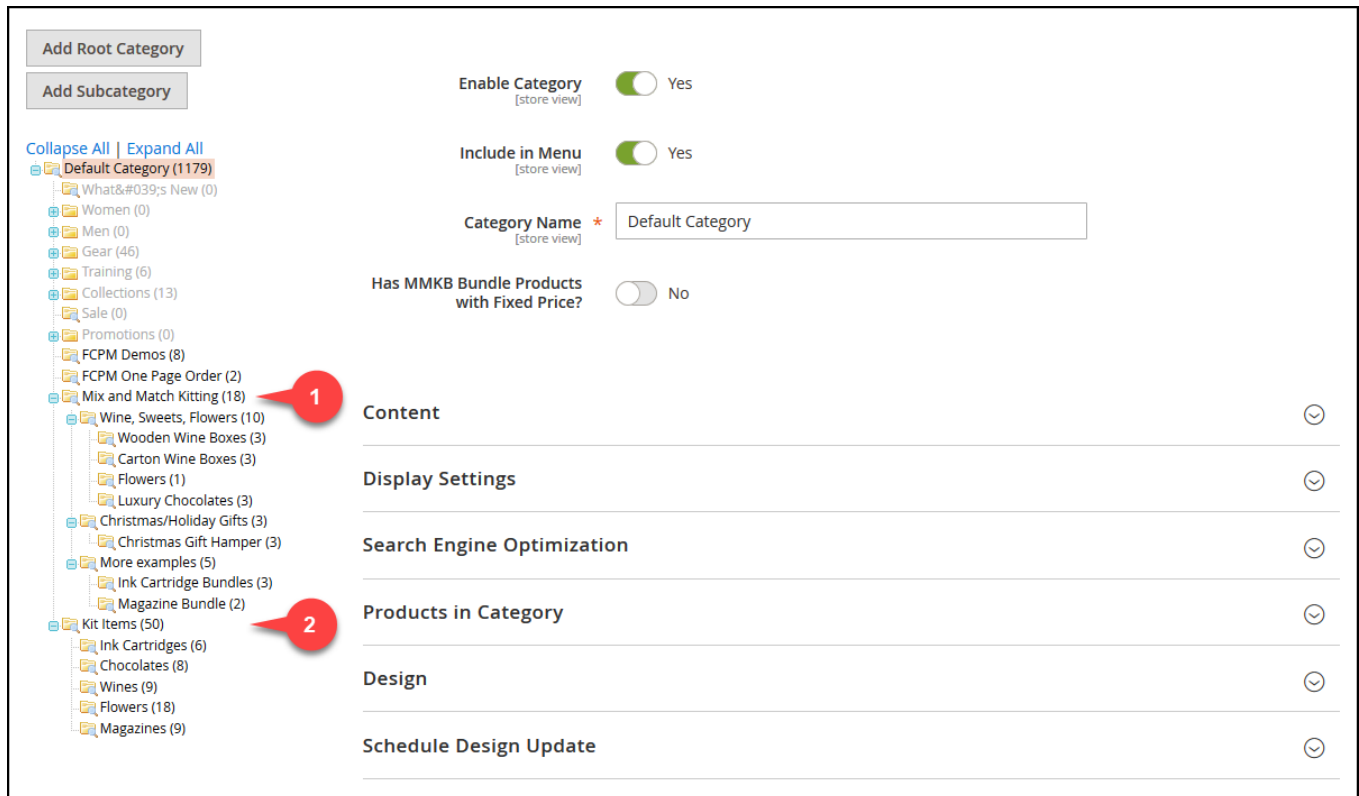 Add Root Category
Add Subcategory
Collapse All | Expand All
Default Category (1179)
What&#039;s New (0)
Women (0)
Men (0)
Gear (46)
Training (6)
Collections (13)
Sale (0)
Promotions (0)
FCPM Demos (8)
FCPM One Page Order (2)
Mix and Match Kitting (18)
1
Wine, Sweets, Flowers (10)
Wooden Wine Boxes (3)
Carton Wine Boxes (3)
Flowers (1)
Luxury Chocolates (3)
Christmas/Holiday Gifts (3)
Christmas Gift Hamper (3)
More examples (5)
Ink Cartridge Bundles (3)
Magazine Bundle (2)
Kit Items (50)
2
Ink Cartridges (6)
Chocolates (8)
Wines (9)
Flowers (18)
Magazines (9)
Enable Category Yes
[store view]
Include in Menu Yes
[store view]
Category Name * Default Category
[store view]
Has MMKB Bundle Products
with Fixed Price? No
Content
Display Settings
Search Engine Optimization
Products in Category
Design
Schedule Design Update